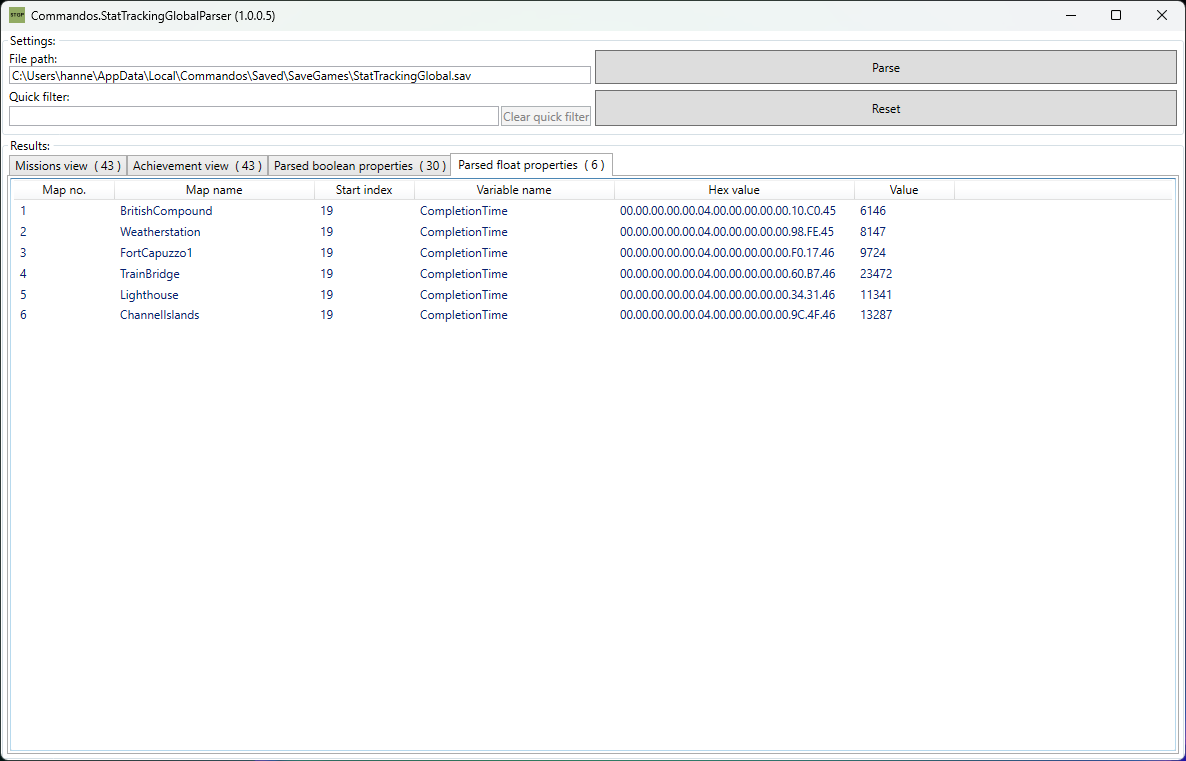 STOP Commandos.StatTrackingGlobalParser (1.0.0.5)
Settings:
File path:
C:\Users\hanne\AppData\Local\Commandos\Saved\SaveGames\StatTrackingGlobal.sav
Parse
Quick filter:
Clear quick filter
Reset
Results:
Missions view ( 43 ) Achievement view ( 43 ) Parsed boolean properties ( 30 ) Parsed float properties ( 6 )
Map no. Map name Start index Variable name Hex value Value
1 BritishCompound 19 CompletionTime 00.00.00.00.00.04.00.00.00.00.00.10.C0.45 6146
2 Weatherstation 19 CompletionTime 00.00.00.00.00.04.00.00.00.00.00.98.FE.45 8147
3 FortCapuzzo1 19 CompletionTime 00.00.00.00.00.04.00.00.00.00.00.F0.17.46 9724
4 TrainBridge 19 CompletionTime 00.00.00.00.00.04.00.00.00.00.00.60.B7.46 23472
5 Lighthouse 19 CompletionTime 00.00.00.00.00.04.00.00.00.00.00.34.31.46 11341
6 ChannelIslands 19 CompletionTime 00.00.00.00.00.04.00.00.00.00.00.9C.4F.46 13287